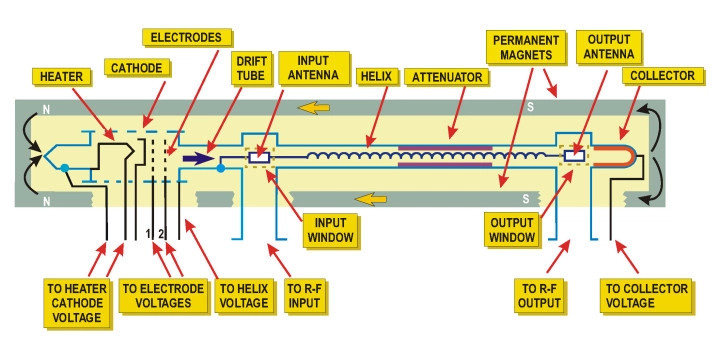 ELECTRODES
CATHODE
HEATER
DRIFT
TUBE
INPUT
ANTENNA
HELIX
ATTENUATOR
PERMANENT
MAGNETS
OUTPUT
ANTENNA
COLLECTOR
N
S
N
S
INPUT
WINDOW
OUTPUT
WINDOW
1
2
TO HEATER
CATHODE
VOLTAGE
TO ELECTRODE
VOLTAGES
TO HELIX
VOLTAGE
TO R-F
INPUT
TO R-F
OUTPUT
TO COLLECTOR
VOLTAGE